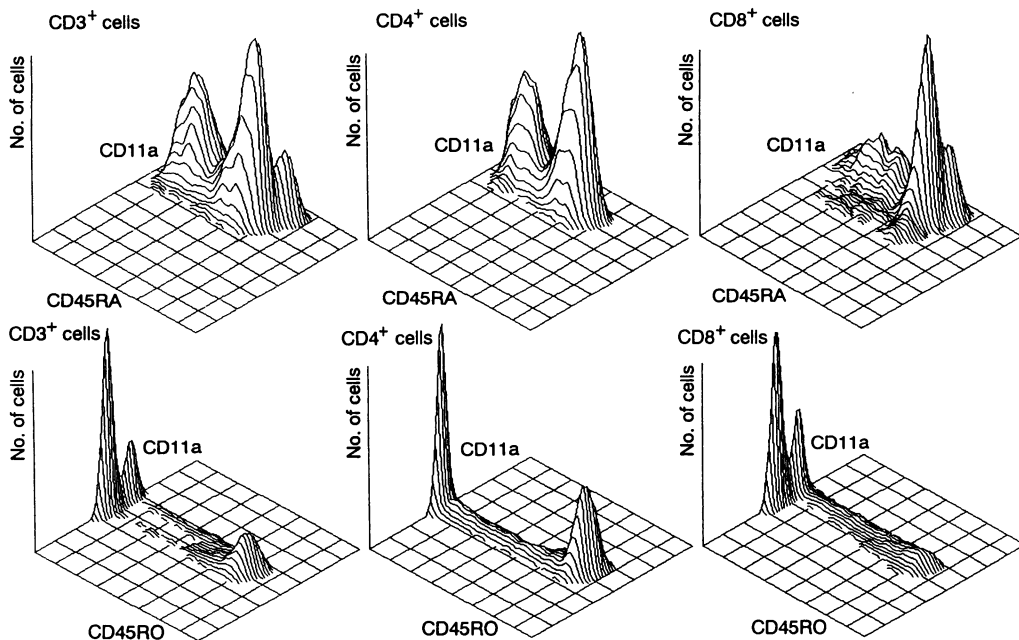 CD3+ cells
No. of cells
CD11a
CD45RA
CD4+ cells
No. of cells
CD11a
CD45RA
CD8+ cells
No. of cells
CD11a
CD45RA
CD3+ cells
No. of cells
CD11a
CD45RO
CD4+ cells
No. of cells
CD11a
CD45RO
CD8+ cells
No. of cells
CD11a
CD45RO